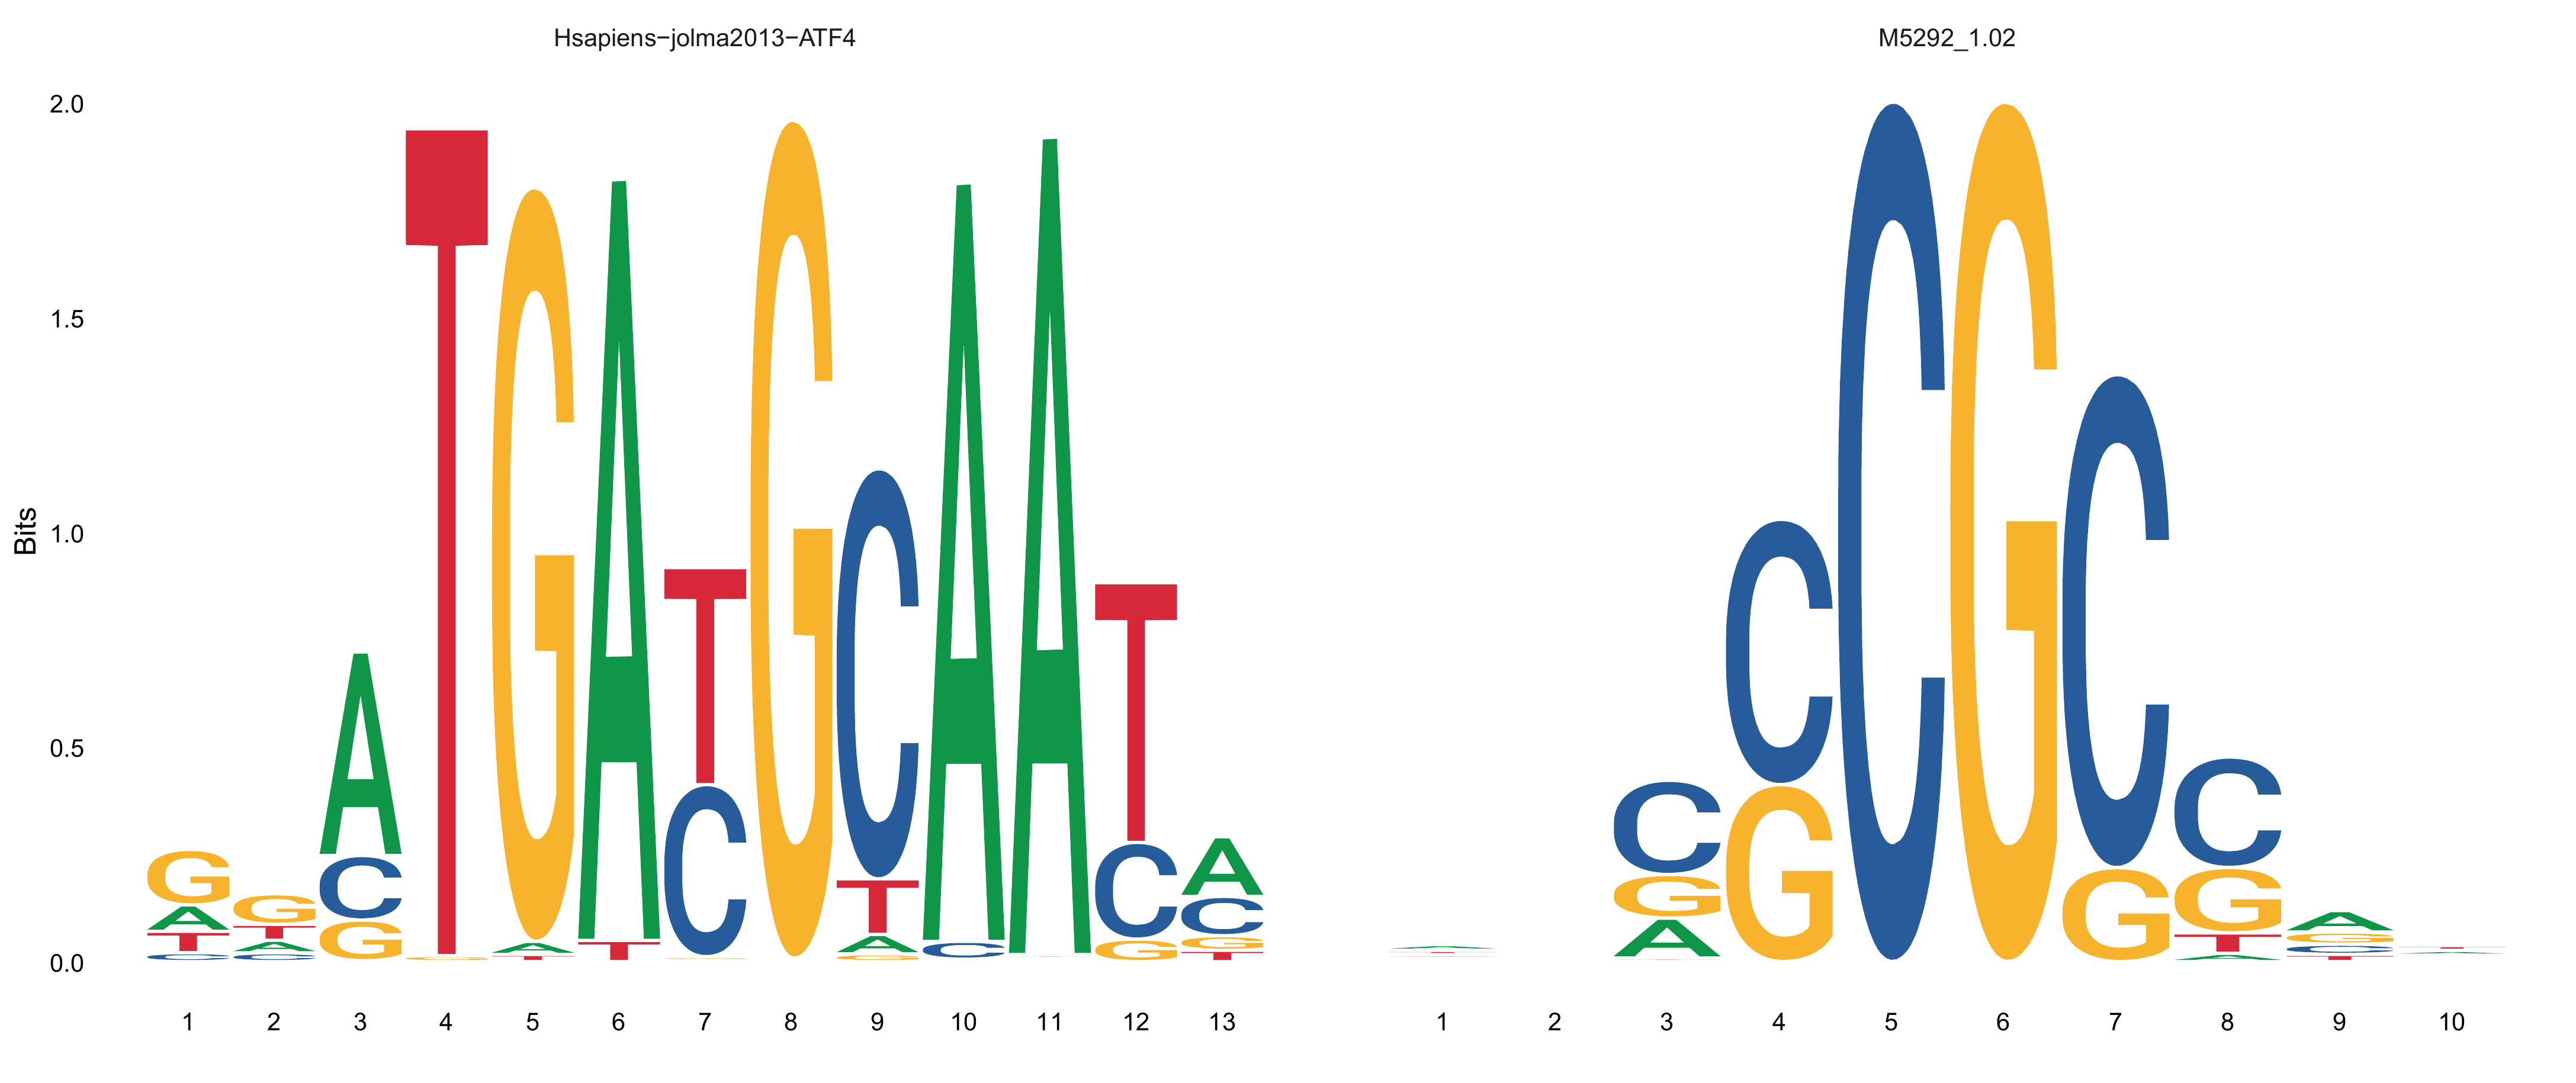 Hsapiens−jolma2013−ATF4
M5292_1.02
Bits
2.0
1.5
1.0
0.5
0.0
G A T C
G T A C
A C G
T G
G A T
A T
T C
G
C T A G
A C
A
T C G
A C G T
C G A
C G
C
G
C G
C G T A
A G C T
1 2 3 4 5 6 7 8 9 10 11 12 13
1 2 3 4 5 6 7 8 9 10